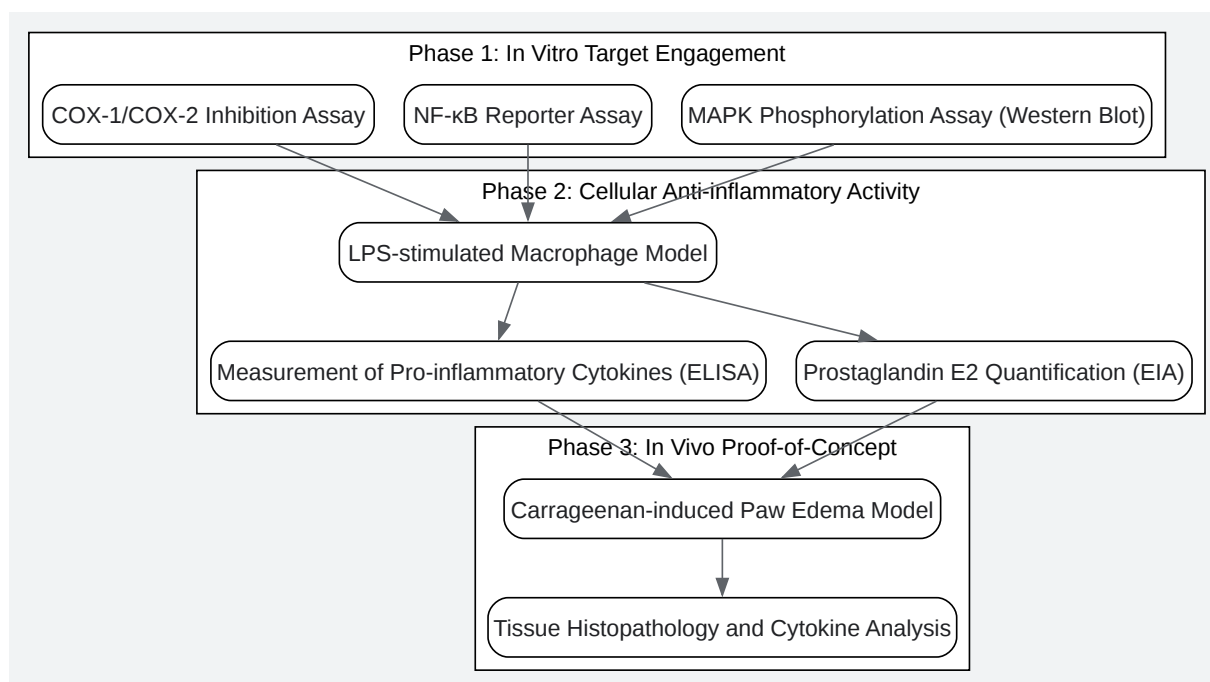 Phase 1: In Vitro Target Engagement
COX-1/COX-2 Inhibition Assay
NF-κB Reporter Assay
MAPK Phosphorylation Assay (Western Blot)
Phase 2: Cellular Anti-inflammatory Activity
LPS-stimulated Macrophage Model
Measurement of Pro-inflammatory Cytokines (ELISA)
Prostaglandin E2 Quantification (EIA)
Phase 3: In Vivo Proof-of-Concept
Carrageenan-induced Paw Edema Model
Tissue Histopathology and Cytokine Analysis